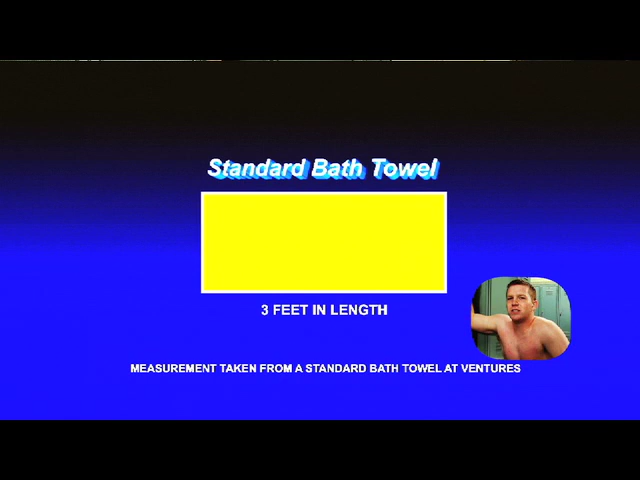 Standard Bath Towel
3 FEET IN LENGTH
MEASUREMENT TAKEN FROM A STANDARD BATH TOWEL AT VENTURES